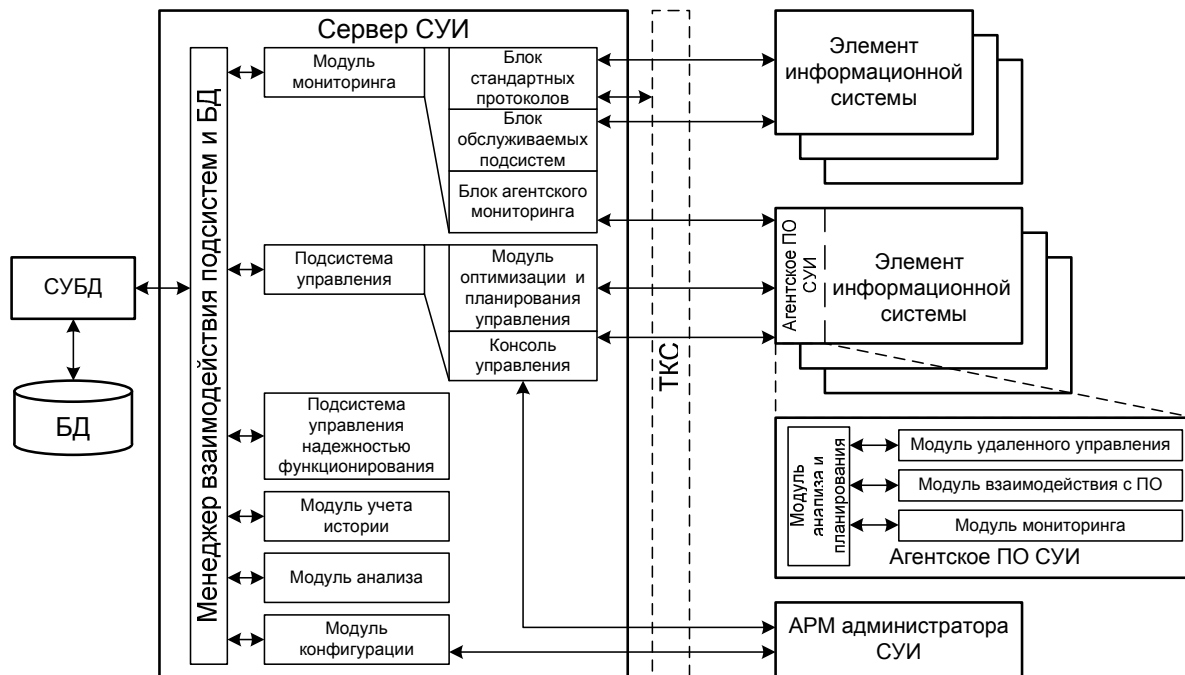 Сервер СУИ
Менеджер взаимодействия подсистем и БД
Модуль
мониторинга
Блок
стандартных
протоколов
Блок
обслуживаемых
подсистем
Блок агентского
мониторинга
Подсистема
управления
Модуль
оптимизации и
планирования
управления
Консоль
управления
Подсистема
управления
надежностью
функционирования
Модуль учета
истории
Модуль анализа
Модуль
конфигурации
СУБД
БД
ТКС
Элемент
информационной
системы
Агентское ПО
СУИ
Элемент
информационной
системы
Модуль
анализа и
планирования
Модуль удаленного управления
Модуль взаимодействия с ПО
Модуль мониторинга
Агентское ПО СУИ
АРМ администратора
СУИ